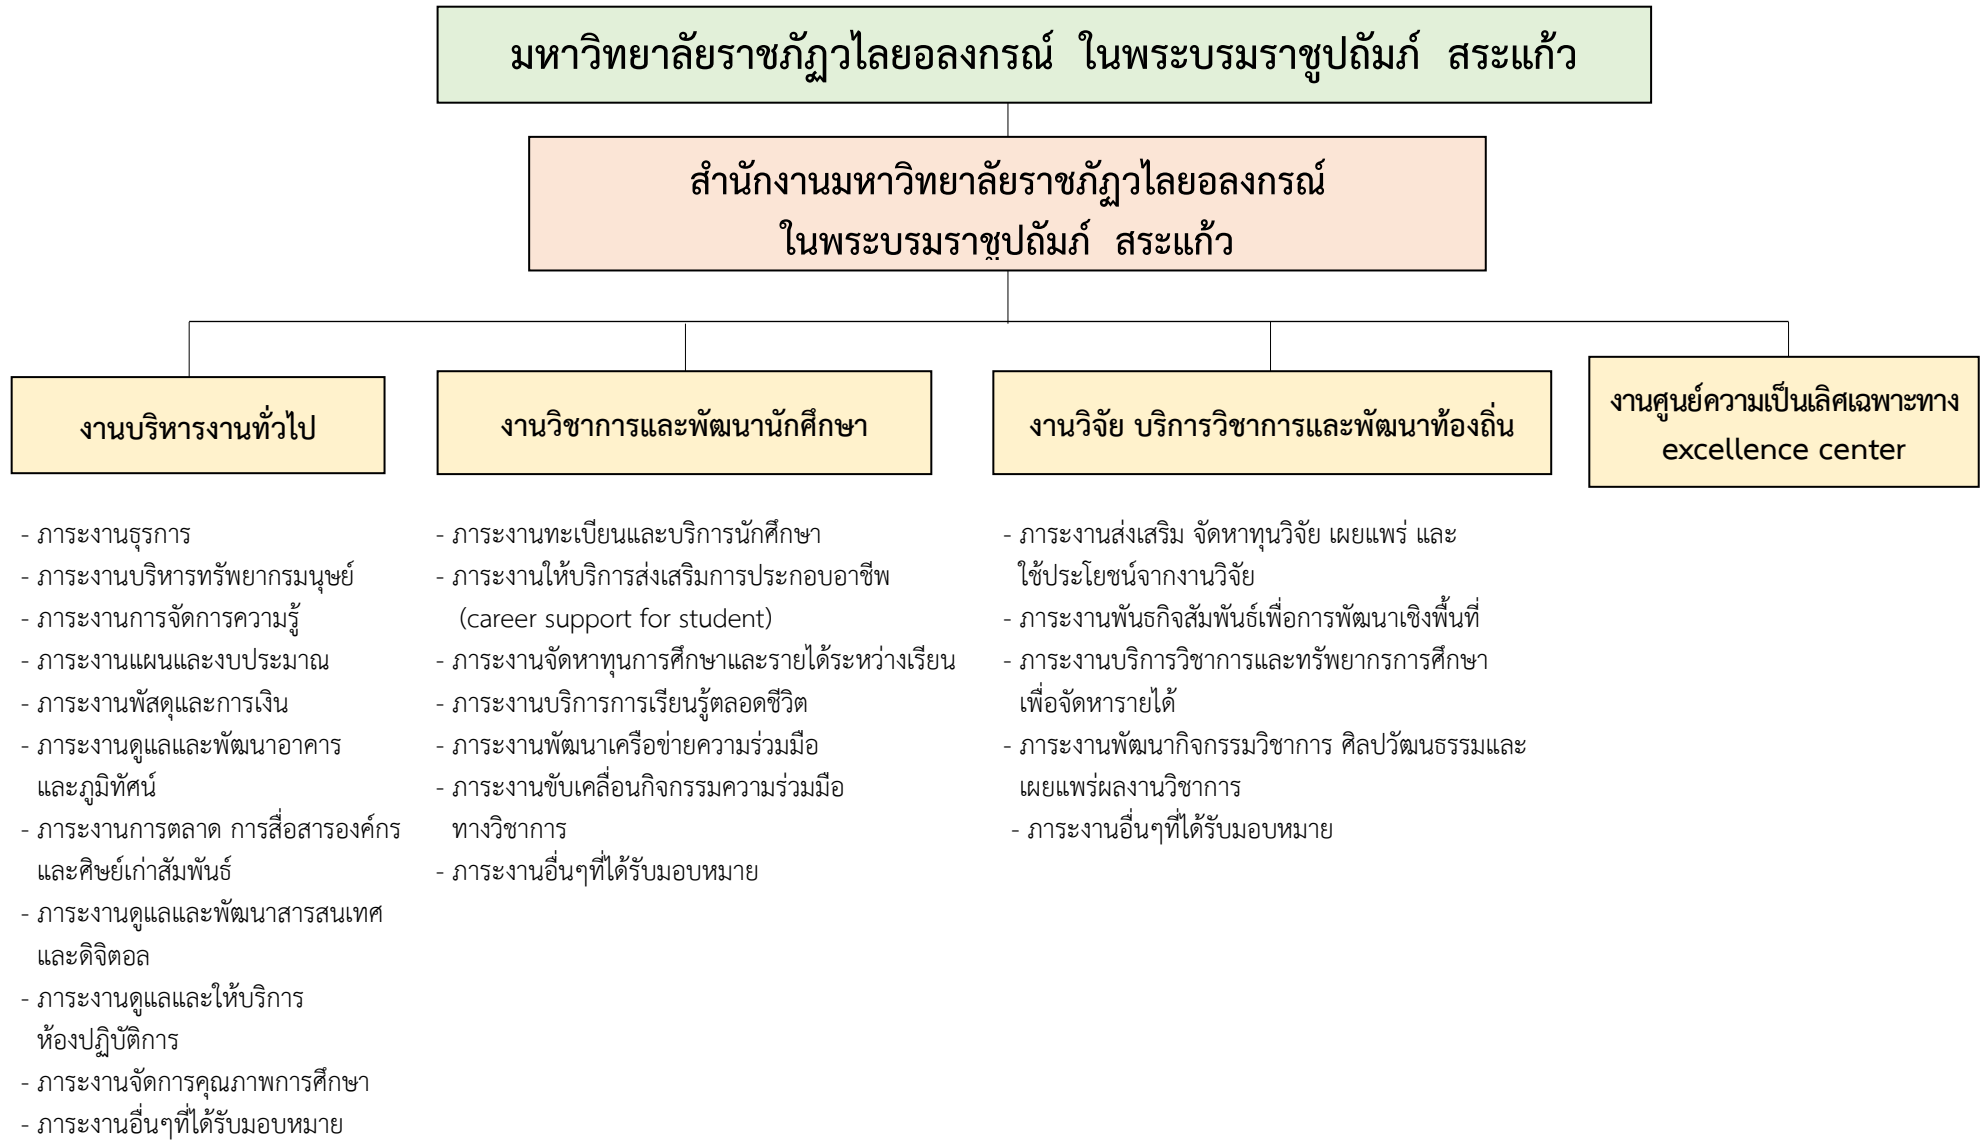 มหาวิทยาลัยราชภัฏวไลยอลงกรณ์ ในพระบรมราชูปถัมภ์ สระแก้ว
สำนักงานมหาวิทยาลัยราชภัฏวไลยอลงกรณ์
ในพระบรมราชูปถัมภ์ สระแก้ว
งานบริหารงานทั่วไป
- ภาระงานธุรการ
- ภาระงานบริหารทรัพยากรมนุษย์
- ภาระงานการจัดการความรู้
- ภาระงานแผนและงบประมาณ
- ภาระงานพัสดุและการเงิน
- ภาระงานดูแลและพัฒนาอาคาร
และภูมิทัศน์
- ภาระงานการตลาด การสื่อสารองค์กร
และศิษย์เก่าสัมพันธ์
- ภาระงานดูแลและพัฒนาสารสนเทศ
และดิจิตอล
- ภาระงานดูแลและให้บริการ
ห้องปฏิบัติการ
- ภาระงานจัดการคุณภาพการศึกษา
- ภาระงานอื่นๆที่ได้รับมอบหมาย
งานวิชาการและพัฒนานักศึกษา
- ภาระงานทะเบียนและบริการนักศึกษา
- ภาระงานให้บริการส่งเสริมการประกอบอาชีพ
(career support for student)
- ภาระงานจัดหาทุนการศึกษาและรายได้ระหว่างเรียน
- ภาระงานบริการการเรียนรู้ตลอดชีวิต
- ภาระงานพัฒนาเครือข่ายความร่วมมือ
- ภาระงานขับเคลื่อนกิจกรรมความร่วมมือ
ทางวิชาการ
- ภาระงานอื่นๆที่ได้รับมอบหมาย
งานวิจัย บริการวิชาการและพัฒนาท้องถิ่น
- ภาระงานส่งเสริม จัดหาทุนวิจัย เผยแพร่ และ
ใช้ประโยชน์จากงานวิจัย
- ภาระงานพันธกิจสัมพันธ์เพื่อการพัฒนาเชิงพื้นที่
- ภาระงานบริการวิชาการและทรัพยากรการศึกษา
เพื่อจัดหารายได้
- ภาระงานพัฒนากิจกรรมวิชาการ ศิลปวัฒนธรรมและ
เผยแพร่ผลงานวิชาการ
- ภาระงานอื่นๆที่ได้รับมอบหมาย
งานศูนย์ความเป็นเลิศเฉพาะทาง
excellence center